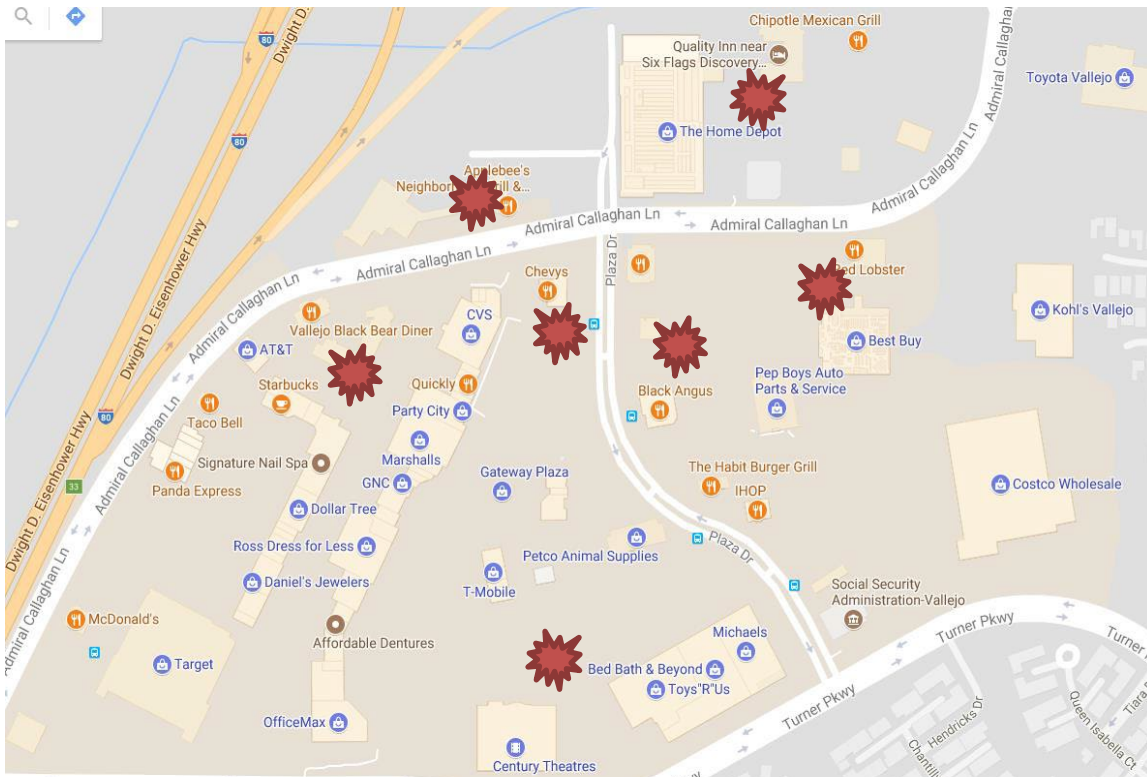 Chipotle Mexican Grill
80
Dwight D.
Quality Inn near
Six Flags Discovery...
Admiral Callaghan
Toyota Vallejo
The Home Depot
80
Dwight D. Eisenhower Hwy
Applebee's
Admiral Callaghan Ln
Admiral Callaghan Ln
Admiral Callaghan Ln
Plaza Dr
Admiral Callaghan Ln
Red Lobster
Chevys
Admiral Callaghan Ln
Kohl's Vallejo
CVS
Vallejo Black Bear Diner
AT&T
Best Buy
Starbucks
Quickly
Pep Boys Auto
Parts & Service
Black Angus
Taco Bell
Party City
80
Marshalls
Signature Nail Spa
Gateway Plaza
The Habit Burger Grill
Panda Express
GNC
IHOP
Costco Wholesale
33
Dwight D. Eisenhower Hwy
Admiral Callaghan Ln
Dollar Tree
Ross Dress for Less
Petco Animal Supplies
Plaza Dr
Daniel's Jewelers
T-Mobile
Social Security
Administration-Vallejo
McDonald's
Admiral Callaghan Ln
Affordable Dentures
Michaels
Turner Pkwy
Target
Bed Bath & Beyond
Toys"R"Us
OfficeMax
Turner Pkwy
Hendricks Dr
Queen Isabella Ct
Century Theatres